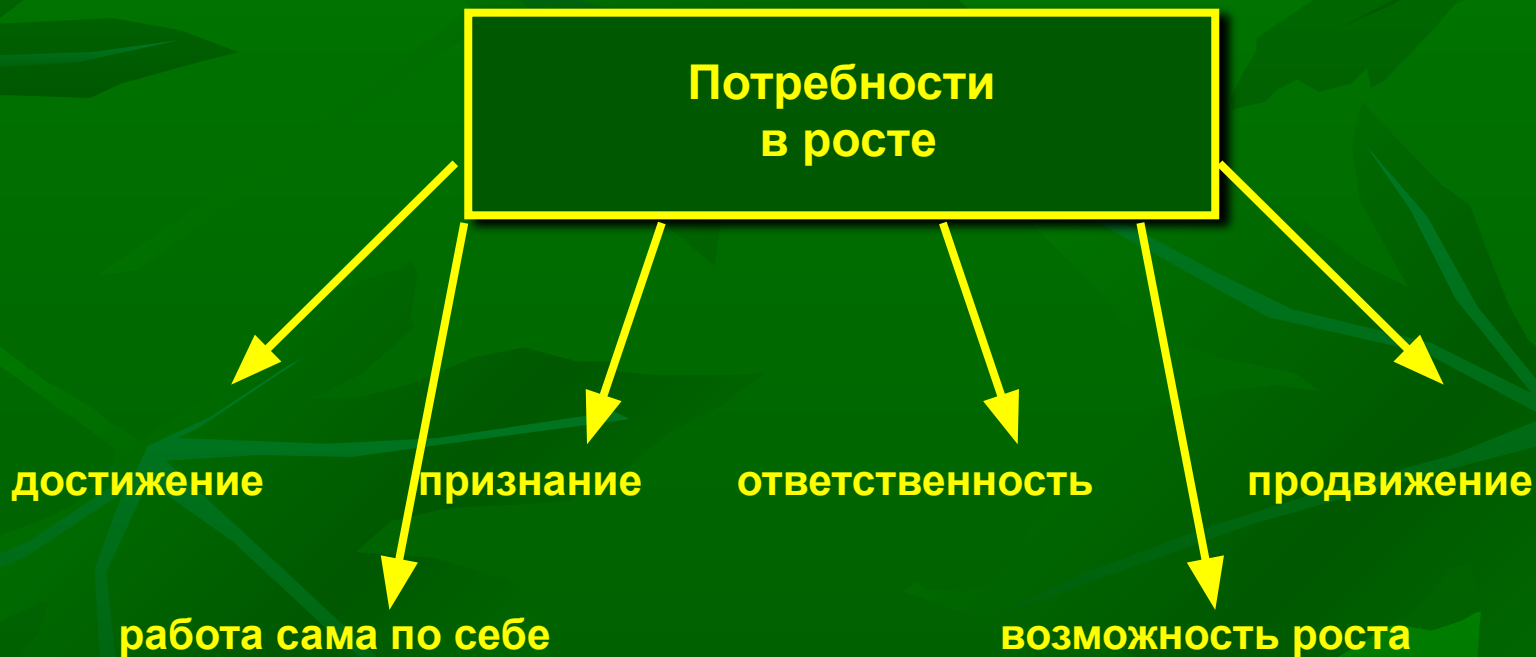 Потребности
в росте
достижение
признание
ответственность
продвижение
работа сама по себе
возможность роста